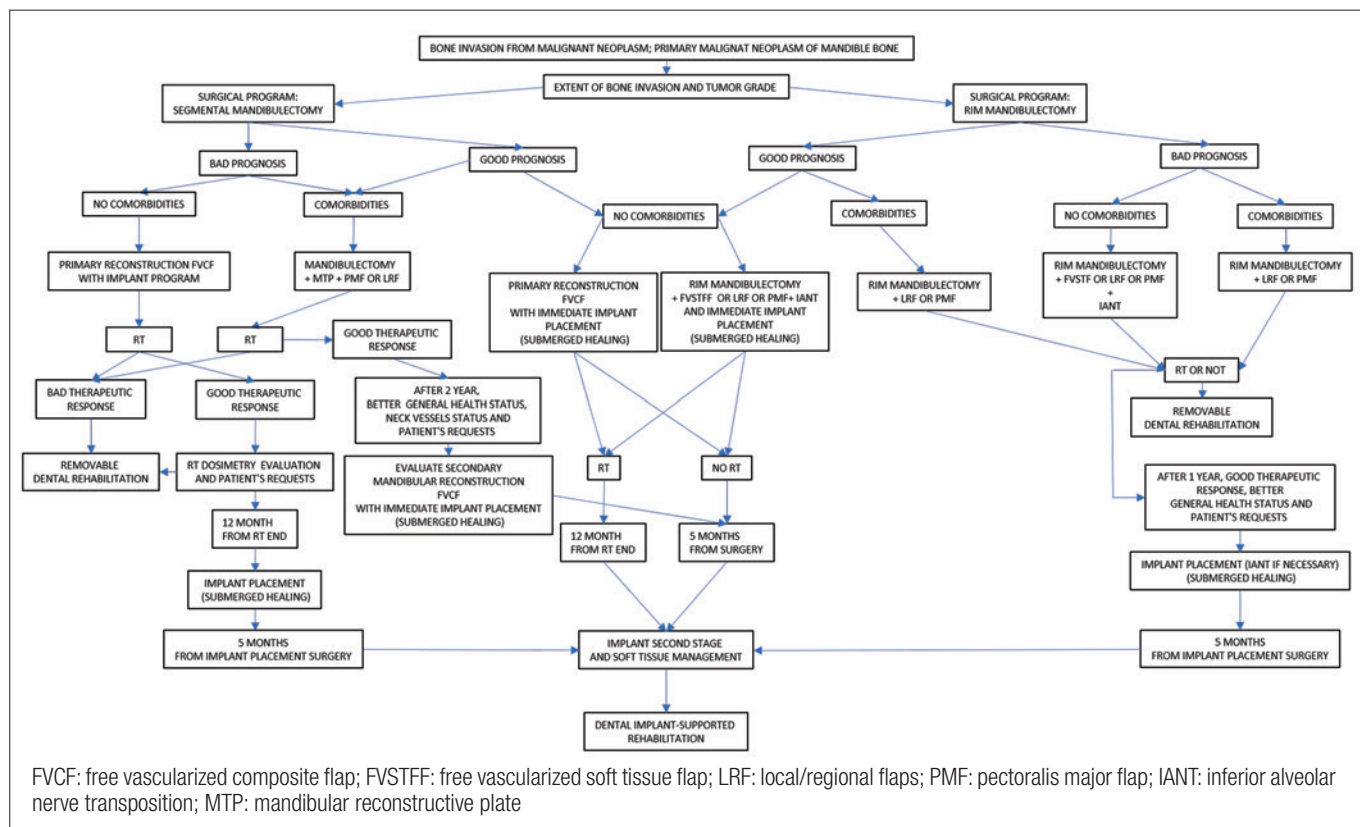 BONE INVASION FROM MALIGNANT NEOPLASM; PRIMARY MALIGNAT NEOPLASM OF MANDIBLE BONE
EXTENT OF BONE INVASION AND TUMOR GRADE
SURGICAL PROGRAM:
SEGMENTAL MANDIBULECTOMY
SURGICAL PROGRAM:
RIM MANDIBULECTOMY
BAD PROGNOSIS
GOOD PROGNOSIS
GOOD PROGNOSIS
BAD PROGNOSIS
NO COMORBIDITIES
COMORBIDITIES
NO COMORBIDITIES
COMORBIDITIES
NO COMORBIDITIES
COMORBIDITIES
PRIMARY RECONSTRUCTION FVCF
WITH IMPLANT PROGRAM
MANDIBULECTOMY
+ MTP + PMF OR LRF
PRIMARY RECONSTRUCTION
FVCF
WITH IMMEDIATE IMPLANT
PLACEMENT
(SUBMERGED HEALING)
RIM MANDIBULECTOMY
+ FVSTFF OR LRF OR PMF+ IANT
AND IMMEDIATE IMPLANT
PLACEMENT
(SUBMERGED HEALING)
RIM MANDIBULECTOMY
+ LRF OR PMF
RIM MANDIBULECTOMY
+ FVSTF OR LRF OR PMF
+
IANT
RIM MANDIBULECTOMY
+ LRF OR PMF
RT
RT
GOOD THERAPEUTIC
RESPONSE
RT OR NOT
BAD THERAPEUTIC
RESPONSE
GOOD THERAPEUTIC
RESPONSE
AFTER 2 YEAR,
BETTER GENERAL HEALTH STATUS,
NECK VESSELS STATUS AND
PATIENT'S REQUESTS
REMOVABLE
DENTAL REHABILITATION
REMOVABLE
DENTAL REHABILITATION
RT DOSIMETRY EVALUATION
AND PATIENT'S REQUESTS
EVALUATE SECONDARY
MANDIBULAR RECONSTRUCTION
FVCF
WITH IMMEDIATE IMPLANT PLACEMENT
(SUBMERGED HEALING)
RT
NO RT
AFTER 1 YEAR, GOOD THERAPEUTIC
RESPONSE, BETTER
GENERAL HEALTH STATUS AND
PATIENT'S REQUESTS
12 MONTH
FROM RT END
12 MONTH
FROM RT END
5 MONTHS
FROM SURGERY
IMPLANT PLACEMENT
(SUBMERGED HEALING)
IMPLANT PLACEMENT (IANT IF NECESSARY)
(SUBMERGED HEALING)
5 MONTHS
FROM IMPLANT PLACEMENT SURGERY
IMPLANT SECOND STAGE
AND SOFT TISSUE MANAGEMENT
5 MONTHS
FROM IMPLANT PLACEMENT SURGERY
DENTAL IMPLANT-SUPPORTED
REHABILITATION
FVCF: free vascularized composite flap; FVSTFF: free vascularized soft tissue flap; LRF: local/regional flaps; PMF: pectoralis major flap; IANT: inferior alveolar
nerve transposition; MTP: mandibular reconstructive plate